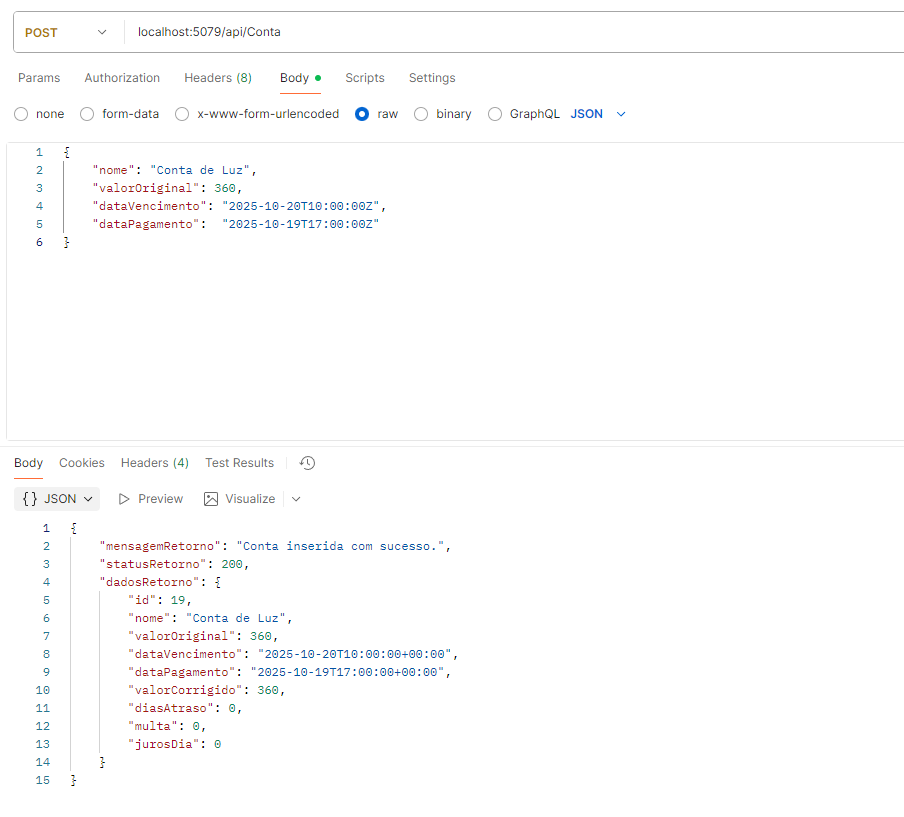 POST localhost:5079/api/Conta
Params Authorization Headers (8) Body Scripts Settings
none form-data x-www-form-urlencoded raw binary GraphQL JSON
1 {
2 "nome": "Conta de Luz",
3 "valorOriginal": 360,
4 "dataVencimento": "2025-10-20T10:00:00Z",
5 "dataPagamento":  "2025-10-19T17:00:00Z"
6 }
Body Cookies Headers (4) Test Results
{} JSON Preview Visualize
1 {
2 "mensagemRetorno": "Conta inserida com sucesso.",
3 "statusRetorno": 200,
4 "dadosRetorno": {
5 "id": 19,
6 "nome": "Conta de Luz",
7 "valorOriginal": 360,
8 "dataVencimento": "2025-10-20T10:00:00+00:00",
9 "dataPagamento": "2025-10-19T17:00:00+00:00",
10 "valorCorrigido": 360,
11 "diasAtraso": 0,
12 "multa": 0,
13 "jurosDia": 0
14 }
15 }